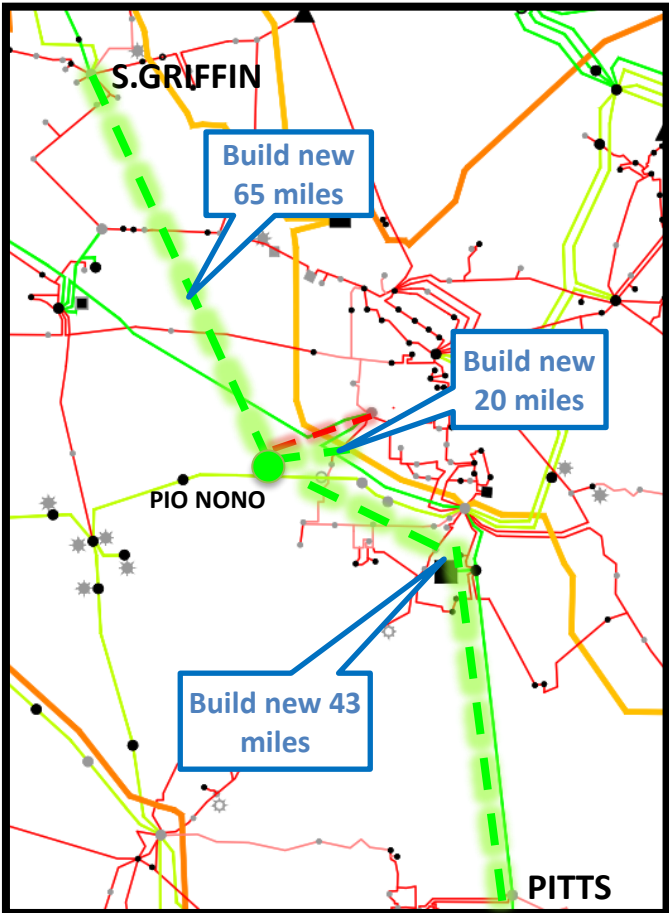 S.GRIFFIN
Build new
65 miles
Build new
20 miles
PIO NONO
Build new 43
miles
PITTS